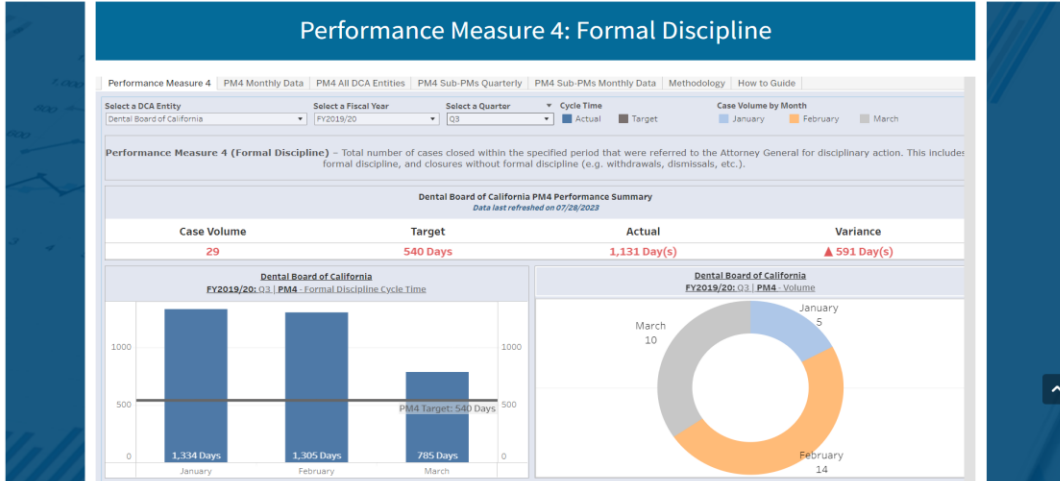 Performance Measure 4: Formal Discipline
Performance Measure 4 PM4 Monthly Data PM4 All DCA Entities PM4 Sub-PMs Quarterly PM4 Sub-PMs Monthly Data Methodology How to Guide
Select a DCA Entity Select a Fiscal Year Select a Quarter Cycle Time Case Volume by Month
Dental Board of California FY2019/20 Q3 Actual Target January February March
Performance Measure 4 (Formal Discipline) – Total number of cases closed within the specified period that were referred to the Attorney General for disciplinary action. This includes
formal discipline, and closures without formal discipline (e.g. withdrawals, dismissals, etc.).
Dental Board of California PM4 Performance Summary
Data last refreshed on 07/28/2023
Case Volume Target Actual Variance
29 540 Days 1,131 Day(s) ▲ 591 Day(s)
Dental Board of California
FY2019/20: Q3 | PM4 - Formal Discipline Cycle Time
1000 1000
500 500
PM4 Target: 540 Days
0 0
1,334 Days 1,305 Days 785 Days
January February March
Dental Board of California
FY2019/20: Q3 | PM4 - Volume
January
5
March
10
February
14